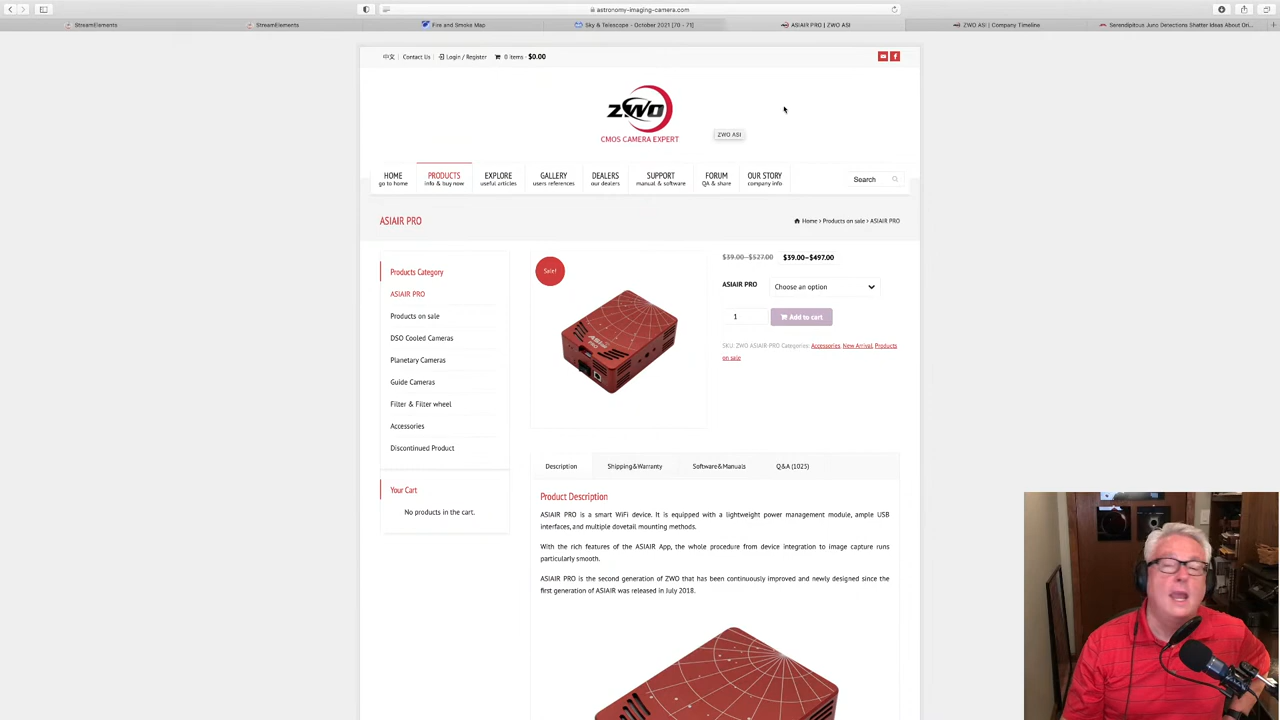 astronomy-imaging-camera.com
StreamElements
StreamElements
Fire and Smoke Map
Sky & Telescope - October 2021 [70 - 71]
ASIAIR PRO | ZWO ASI
ZWO ASI | Company Timeline
Serendipitous Juno Detections Shatter Ideas About Ori...
中文
Contact Us
Login / Register
0 items - $0.00
ZWO
CMOS CAMERA EXPERT
ZWO ASI
HOME
go to home
PRODUCTS
info & buy now
EXPLORE
useful articles
GALLERY
users references
DEALERS
our dealers
SUPPORT
manual & software
FORUM
QA & share
OUR STORY
company info
Search
ASIAIR PRO
Home › Products on sale › ASIAIR PRO
Products Category
ASIAIR PRO
Products on sale
DSO Cooled Cameras
Planetary Cameras
Guide Cameras
Filter & Filter wheel
Accessories
Discontinued Product
Your Cart
No products in the cart.
Sale!
ASIAIR
PRO
$39.00–$527.00 $39.00–$497.00
ASIAIR PRO
Choose an option
1
Add to cart
SKU: ZWO ASIAIR PRO Categories: Accessories, New Arrival, Products
on sale
Description
Shipping&Warranty
Software&Manuals
Q&A (1025)
Product Description
ASIAIR PRO is a smart WiFi device. It is equipped with a lightweight power management module, ample USB
interfaces, and multiple dovetail mounting methods.
With the rich features of the ASIAIR App, the whole procedure from device integration to image capture runs
particularly smooth.
ASIAIR PRO is the second generation of ZWO that has been continuously improved and newly designed since the
first generation of ASIAIR was released in July 2018.